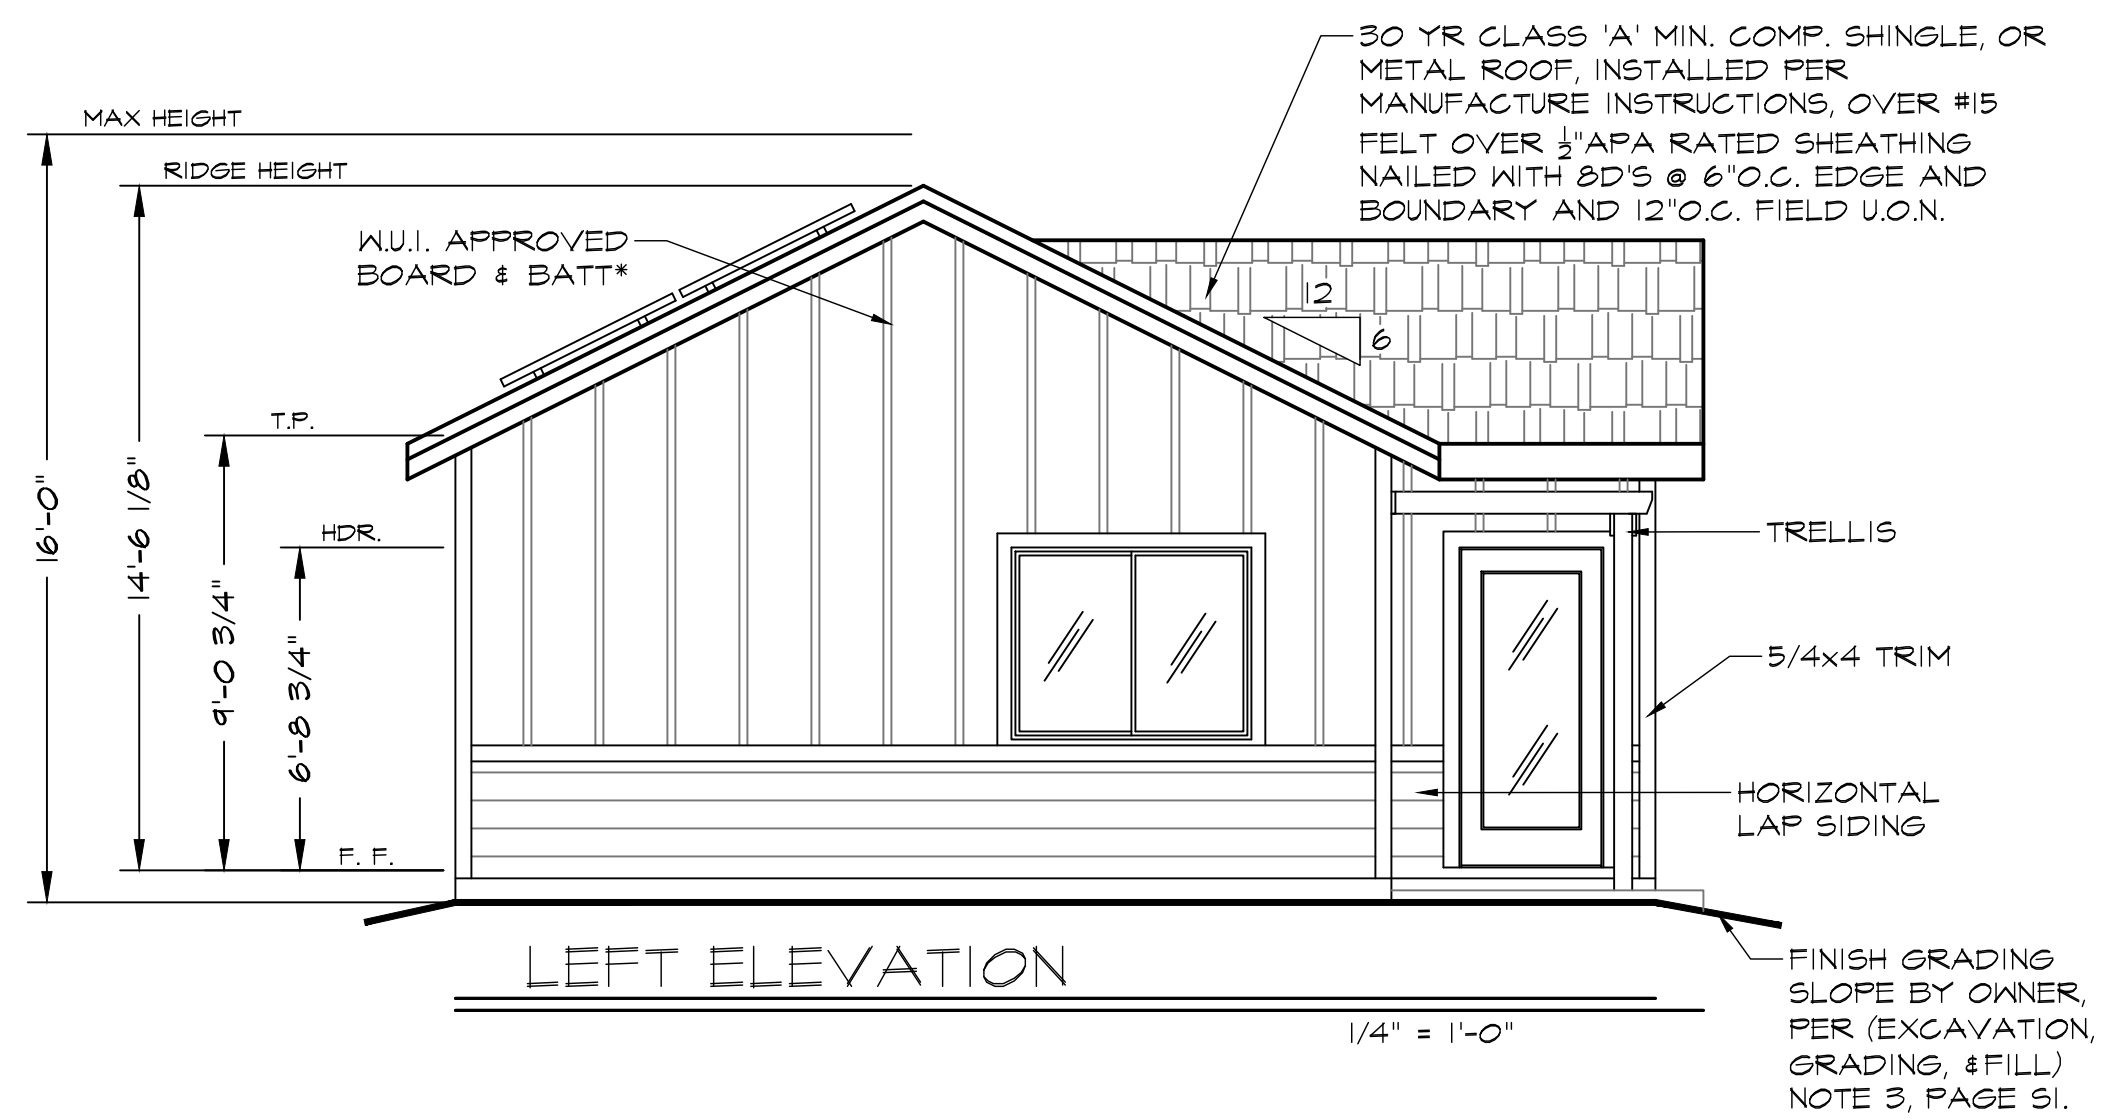 30 YR CLASS 'A' MIN. COMP. SHINGLE, OR
METAL ROOF, INSTALLED PER
MANUFACTURE INSTRUCTIONS, OVER #15
FELT OVER 1/2"APA RATED SHEATHING
NAILED WITH 8D'S @ 6"O.C. EDGE AND
BOUNDARY AND 12"O.C. FIELD U.O.N.
MAX HEIGHT
RIDGE HEIGHT
W.U.I. APPROVED
BOARD & BATT*
12
6
T.P.
HDR.
F. F.
16'-0"
14'-6 1/8"
9'-0 3/4"
6'-8 3/4"
TRELLIS
5/4x4 TRIM
HORIZONTAL
LAP SIDING
FINISH GRADING
SLOPE BY OWNER,
PER (EXCAVATION,
GRADING, &FILL)
NOTE 3, PAGE S1.
LEFT ELEVATION
1/4" = 1'-0"